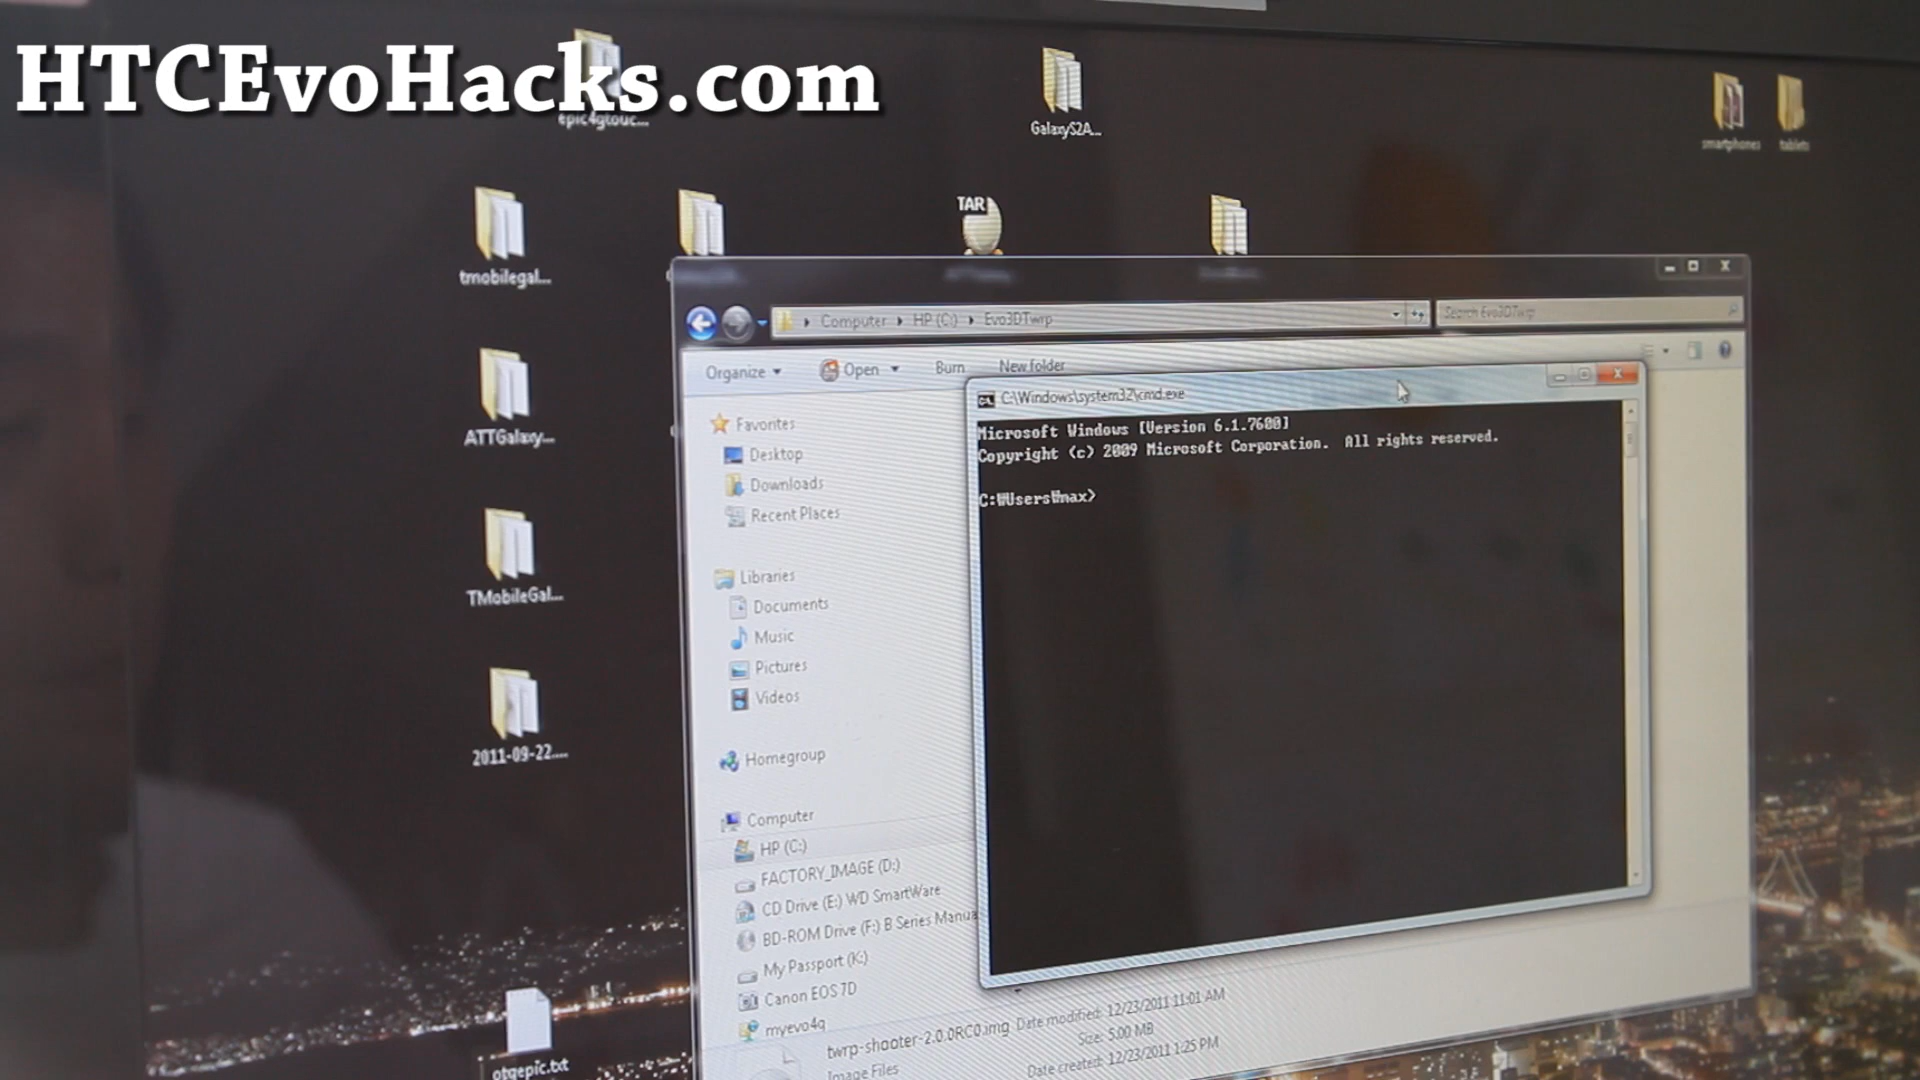 HTCEvoHacks.com
epic4gtouc...
GalaxyS2A...
smartphones
tablets
tmobilegal...
TAR
ATTGalaxy...
TMobileGal...
2011-09-22....
otgepic.txt
Computer
HP (C:)
Evo3DTwrp
Search Evo3DTwrp
Organize
Open
Burn
New folder
Favorites
Desktop
Downloads
Recent Places
Libraries
Documents
Music
Pictures
Videos
Homegroup
Computer
HP (C:)
FACTORY_IMAGE (D:)
CD Drive (E:) WD SmartWare
BD-ROM Drive (F:) B Series Manua
My Passport (K:)
Canon EOS 7D
myevo4g
C:\Windows\system32\cmd.exe
Microsoft Windows [Version 6.1.7600]
Copyright (c) 2009 Microsoft Corporation.  All rights reserved.
C:₩Users₩max>
twrp-shooter-2.0.0RC0.img
Date modified: 12/23/2011 11:01 AM
Image Files
Size: 5.00 MB
Date created: 12/23/2011 1:25 PM